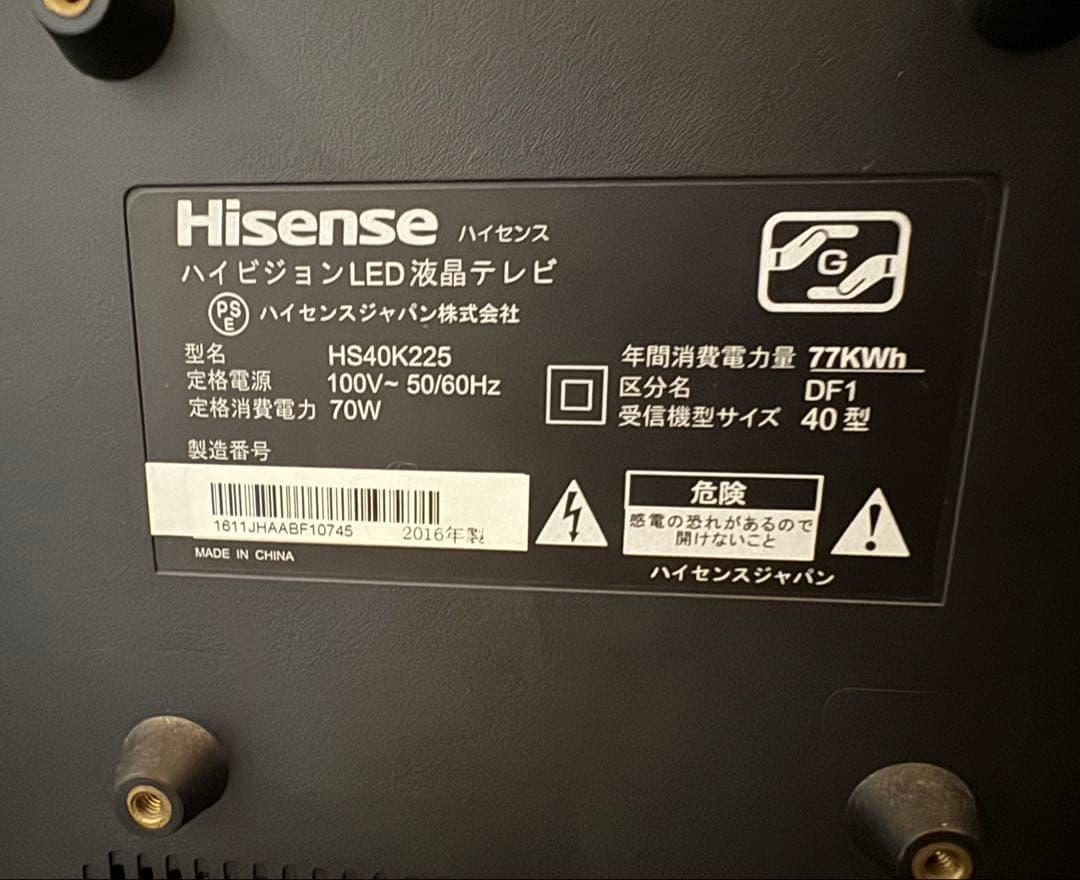 Hisense ハイセンス
ハイビジョンLED液晶テレビ
PSE ハイセンスジャパン株式会社
G
型名 HS40K225
定格電源 100V~ 50/60Hz
定格消費電力 70W
年間消費電力量 77KWh
区分名 DF1
受信機型サイズ 40型
製造番号
1611JHAABF10745 2016年製
MADE IN CHINA
危険
感電の恐れがあるので
開けないこと
ハイセンスジャパン